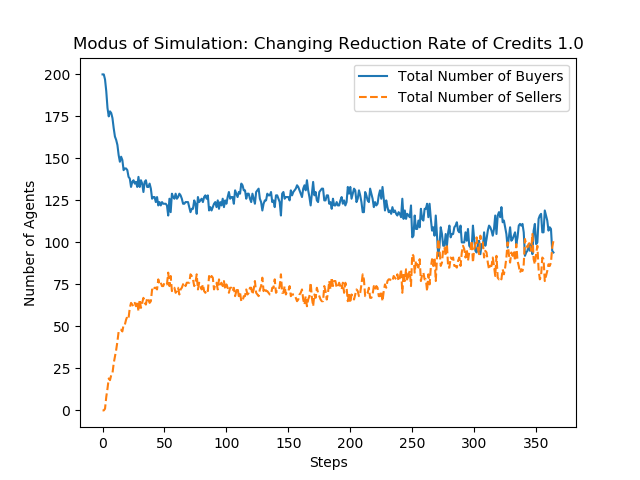 Modus of Simulation: Changing Reduction Rate of Credits 1.0
Total Number of Buyers
Total Number of Sellers
200
175
150
125
100
75
50
25
0
Number of Agents
0 50 100 150 200 250 300 350
Steps